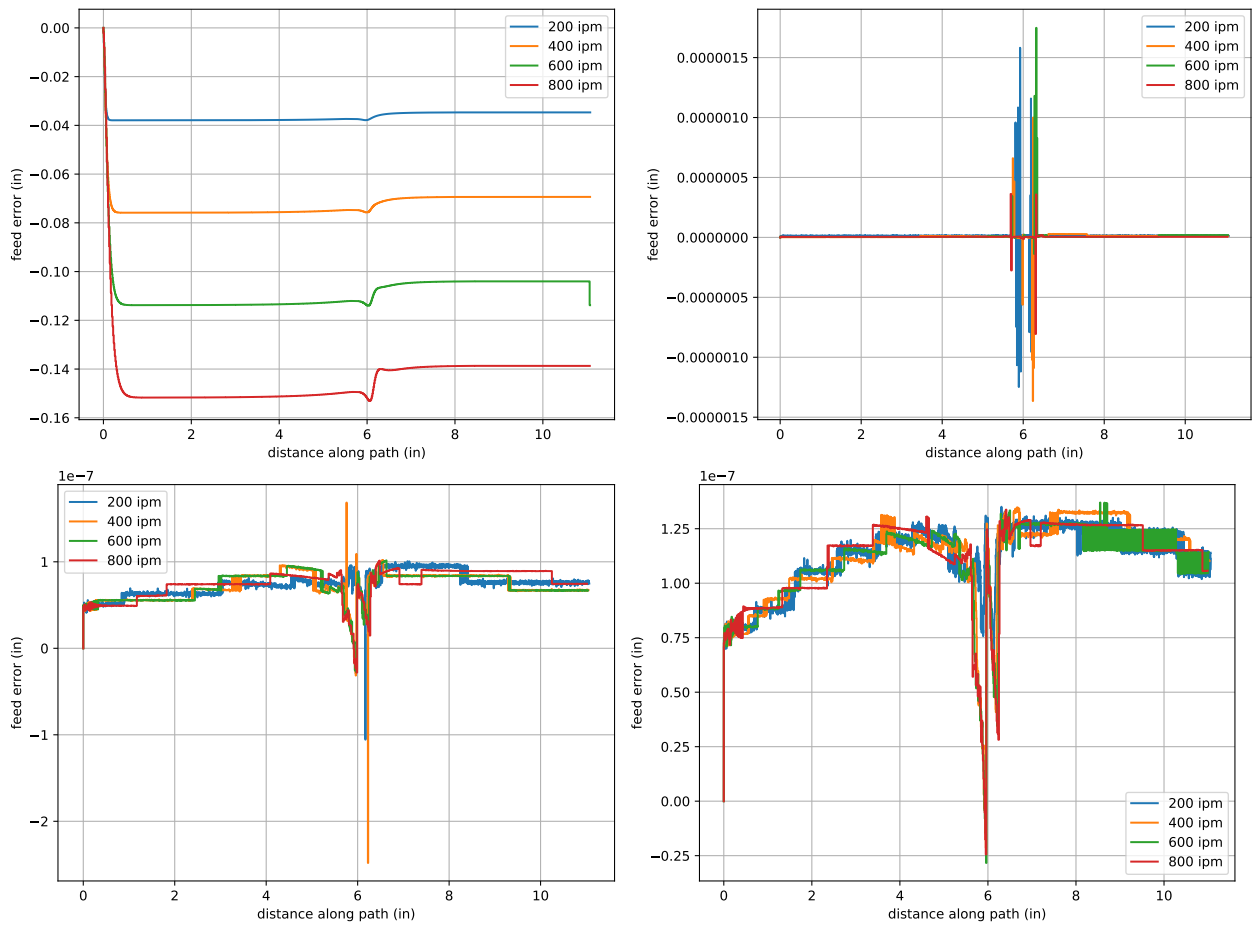 0.00
−0.02
−0.04
−0.06
−0.08
−0.10
−0.12
−0.14
−0.16
feed error (in)
0 2 4 6 8 10
distance along path (in)
200 ipm
400 ipm
600 ipm
800 ipm
0.0000015
0.0000010
0.0000005
0.0000000
−0.0000005
−0.0000010
−0.0000015
feed error (in)
0 2 4 6 8 10
distance along path (in)
200 ipm
400 ipm
600 ipm
800 ipm
1e−7
1
0
−1
−2
feed error (in)
0 2 4 6 8 10
distance along path (in)
200 ipm
400 ipm
600 ipm
800 ipm
1e−7
1.25
1.00
0.75
0.50
0.25
0.00
−0.25
feed error (in)
0 2 4 6 8 10
distance along path (in)
200 ipm
400 ipm
600 ipm
800 ipm